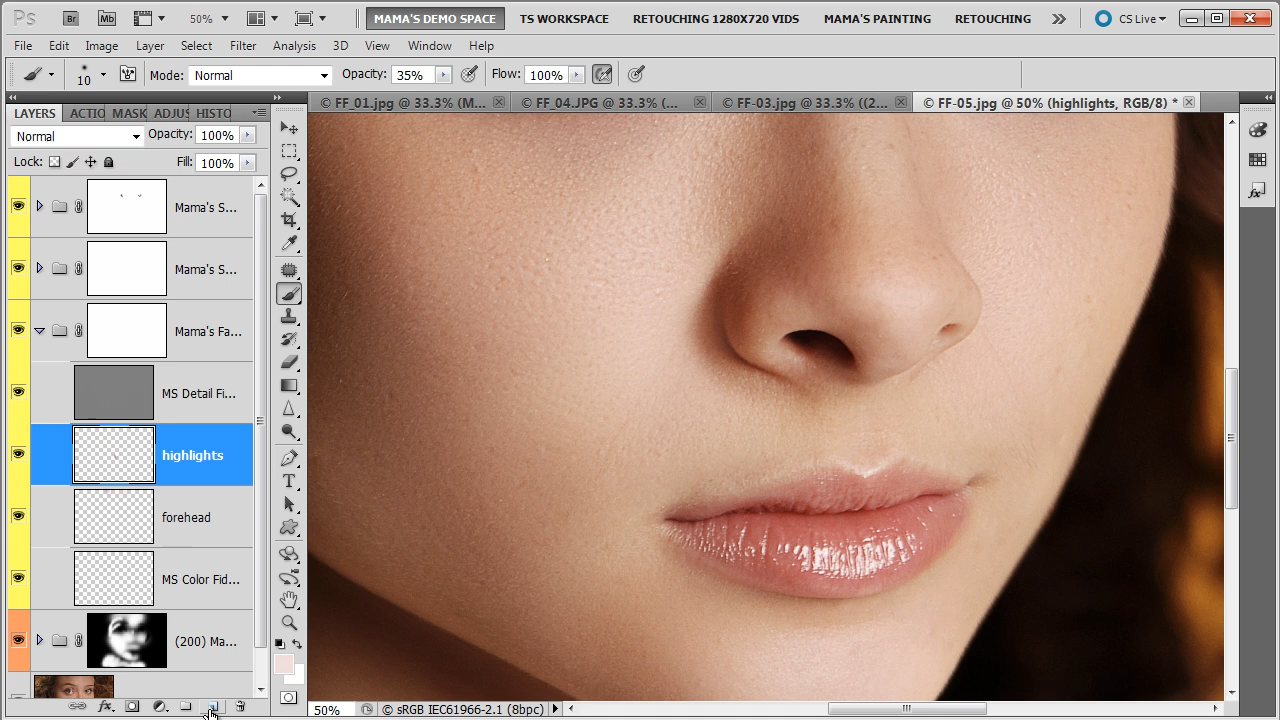 Ps Br Mb 50% MAMA'S DEMO SPACE TS WORKSPACE RETOUCHING 1280X720 VIDS MAMA'S PAINTING RETOUCHING CS Live
File Edit Image Layer Select Filter Analysis 3D View Window Help
10 Mode: Normal Opacity: 35% Flow: 100%
© FF_01.jpg @ 33.3% (M... © FF_04.JPG @ 33.3% (... © FF-03.jpg @ 33.3% ((2... © FF-05.jpg @ 50% (highlights, RGB/8) *
LAYERS ACTIO MASK ADJUS HISTO
Normal Opacity: 100%
Lock: Fill: 100%
Mama's S...
Mama's S...
Mama's Fa...
MS Detail Fi...
highlights
forehead
MS Color Fid...
(200) Ma...
50% © sRGB IEC61966-2.1 (8bpc)